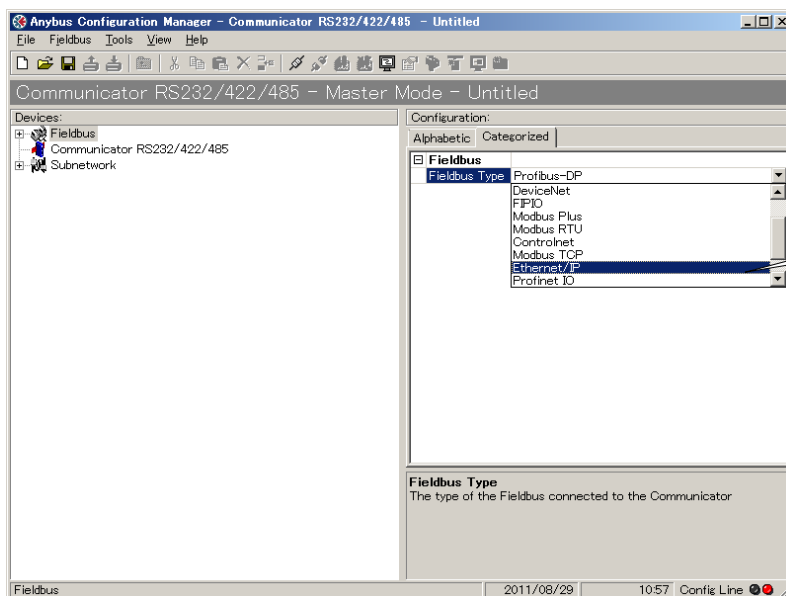 Anybus Configuration Manager - Communicator RS232/422/485 - Untitled
File Fieldbus Tools View Help
Communicator RS232/422/485 - Master Mode - Untitled
Devices:
Fieldbus
Communicator RS232/422/485
Subnetwork
Configuration:
Alphabetic Categorized
Fieldbus
Fieldbus Type Profibus-DP
DeviceNet
FIPIO
Modbus Plus
Modbus RTU
Controlnet
Modbus TCP
Ethernet/IP
Profinet IO
Fieldbus Type
The type of the Fieldbus connected to the Communicator
Fieldbus 2011/08/29 10:57 Config Line